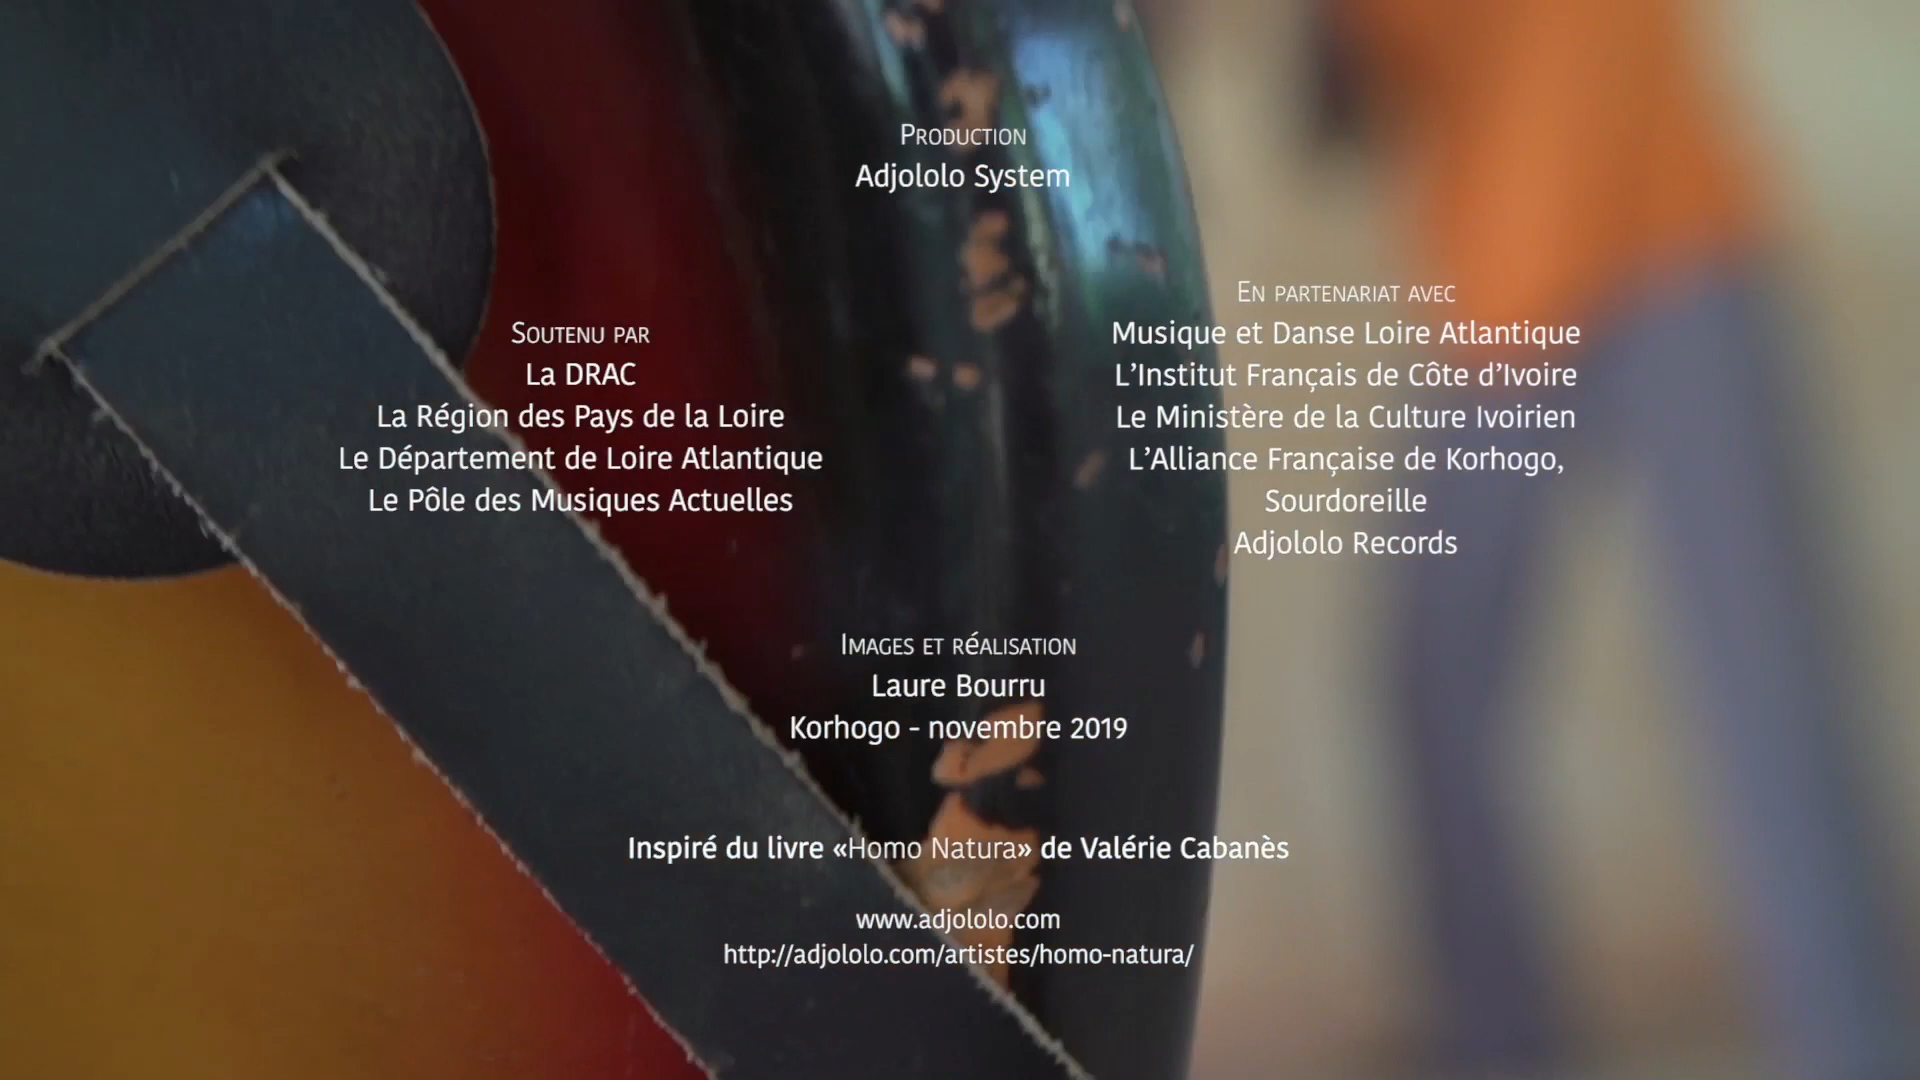 Production
Adjololo System
Soutenu par
La DRAC
La Région des Pays de la Loire
Le Département de Loire Atlantique
Le Pôle des Musiques Actuelles
En partenariat avec
Musique et Danse Loire Atlantique
L’Institut Français de Côte d’Ivoire
Le Ministère de la Culture Ivoirien
L’Alliance Française de Korhogo,
Sourdoreille
Adjololo Records
Images et réalisation
Laure Bourru
Korhogo - novembre 2019
Inspiré du livre «Homo Natura» de Valérie Cabanès
www.adjololo.com
http://adjololo.com/artistes/homo-natura/